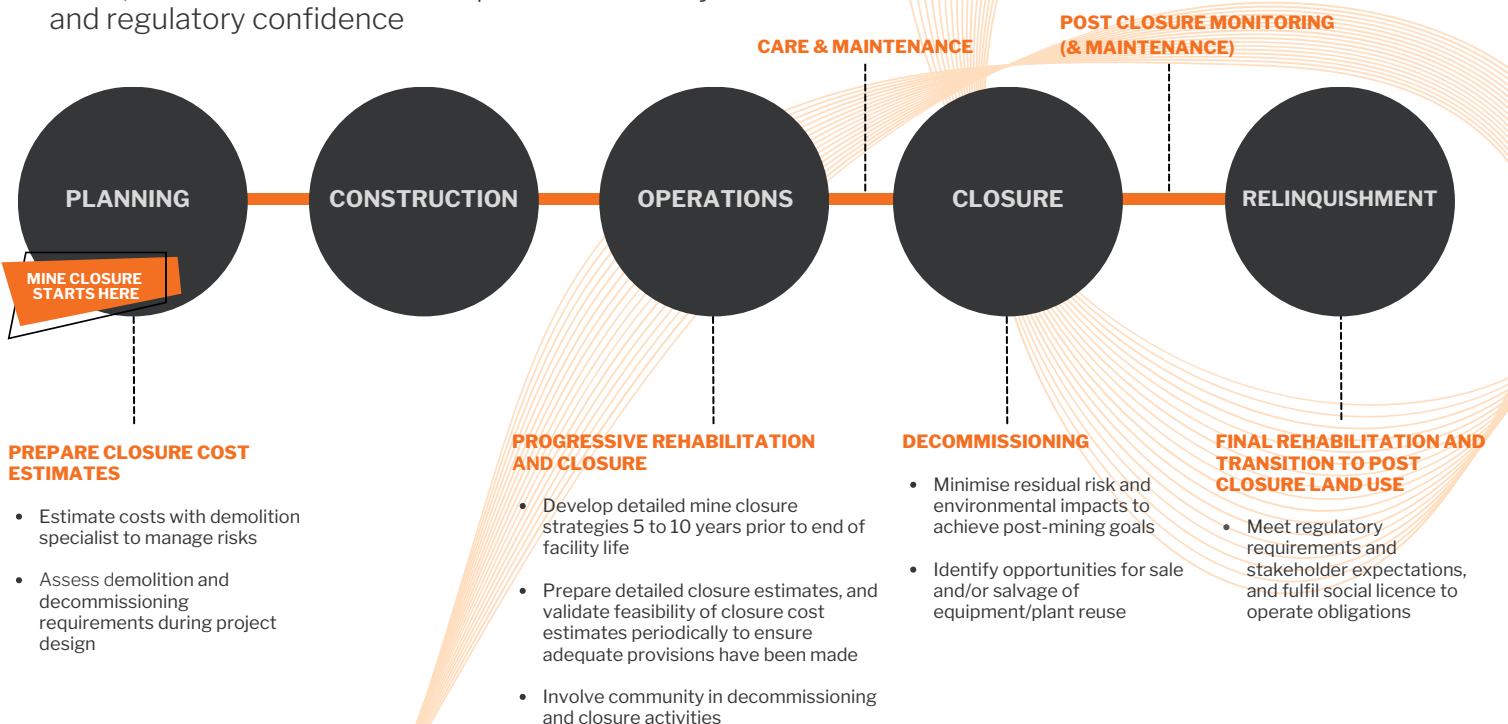 and regulatory confidence
CARE & MAINTENANCE
POST CLOSURE MONITORING
(& MAINTENANCE)
PLANNING
CONSTRUCTION
OPERATIONS
CLOSURE
RELINQUISHMENT
MINE CLOSURE
STARTS HERE
PREPARE CLOSURE COST
ESTIMATES
• Estimate costs with demolition
specialist to manage risks
• Assess demolition and
decommissioning
requirements during project
design
PROGRESSIVE REHABILITATION
AND CLOSURE
• Develop detailed mine closure
strategies 5 to 10 years prior to end of
facility life
• Prepare detailed closure estimates, and
validate feasibility of closure cost
estimates periodically to ensure
adequate provisions have been made
• Involve community in decommissioning
and closure activities
DECOMMISSIONING
• Minimise residual risk and
environmental impacts to
achieve post-mining goals
• Identify opportunities for sale
and/or salvage of
equipment/plant reuse
FINAL REHABILITATION AND
TRANSITION TO POST
CLOSURE LAND USE
• Meet regulatory
requirements and
stakeholder expectations,
and fulfil social licence to
operate obligations